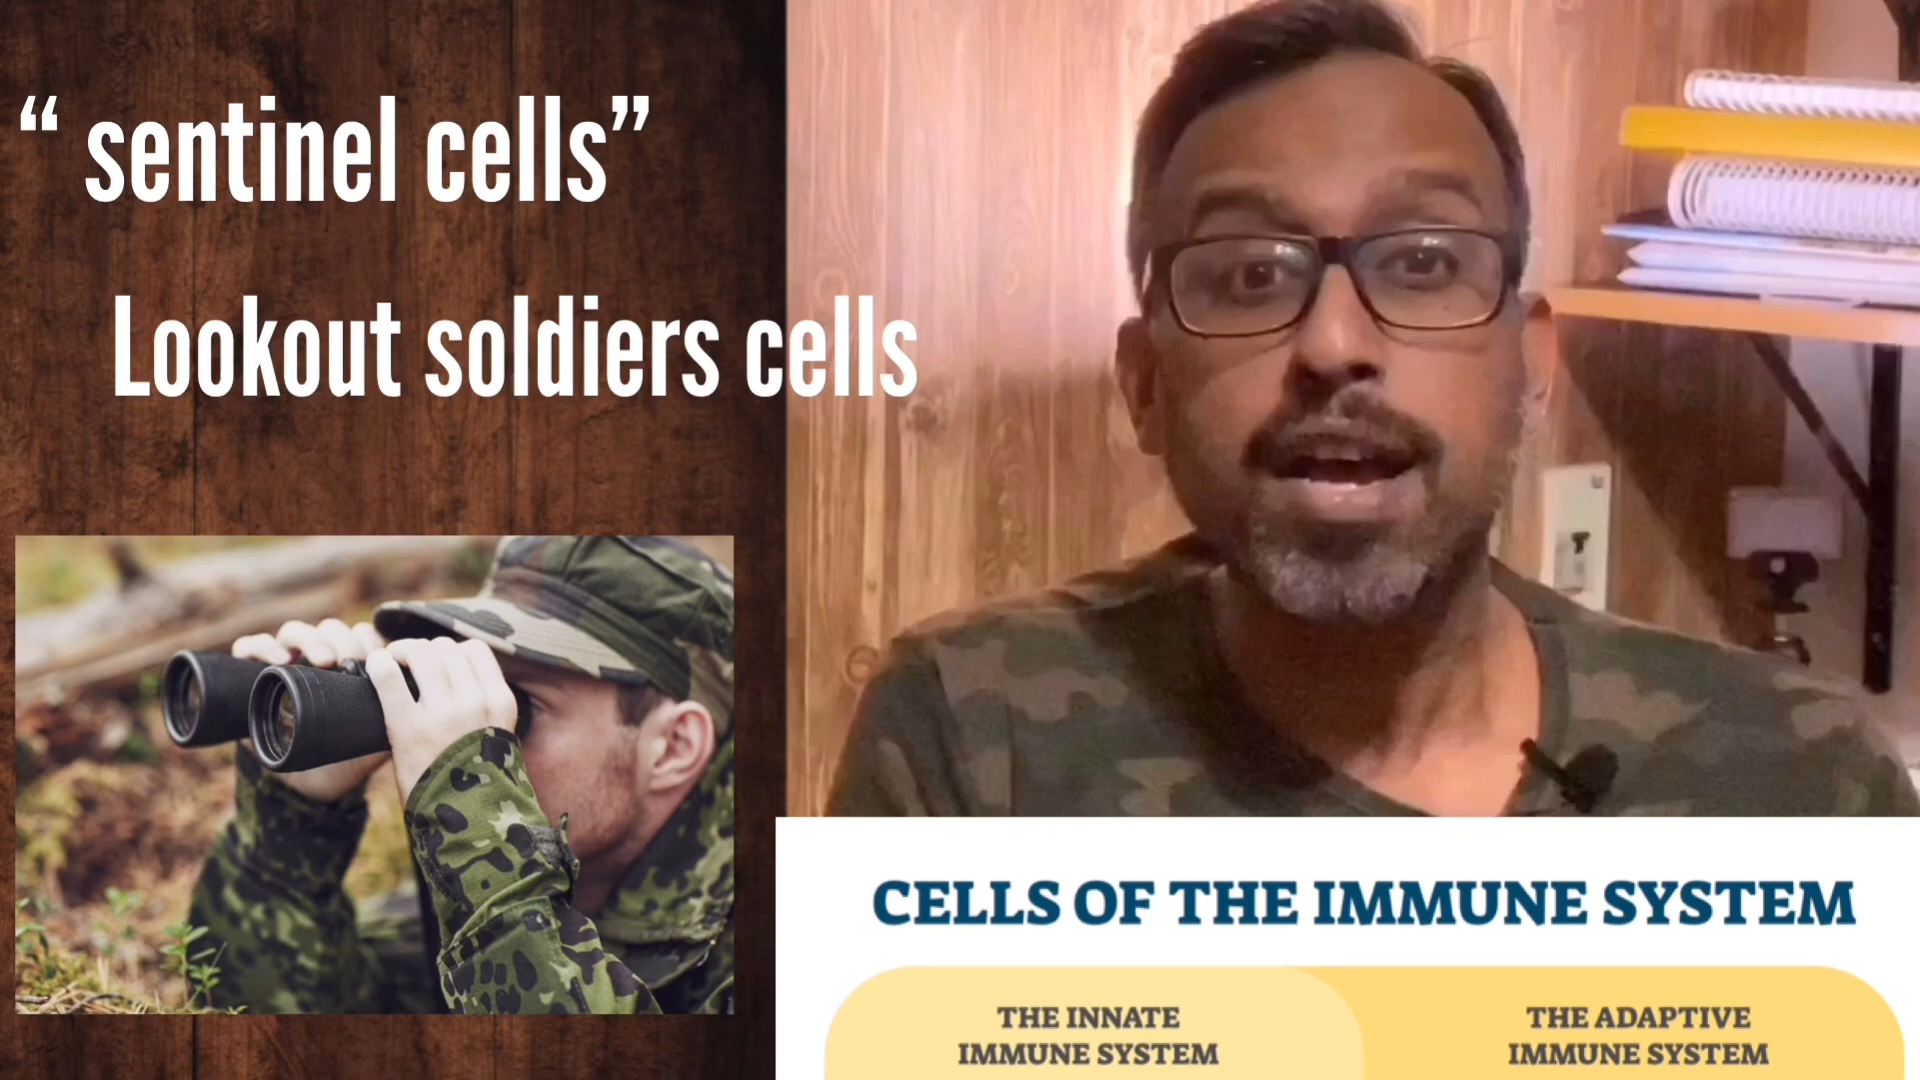 “ sentinel cells”
Lookout soldiers cells
CELLS OF THE IMMUNE SYSTEM
THE INNATE
IMMUNE SYSTEM
THE ADAPTIVE
IMMUNE SYSTEM